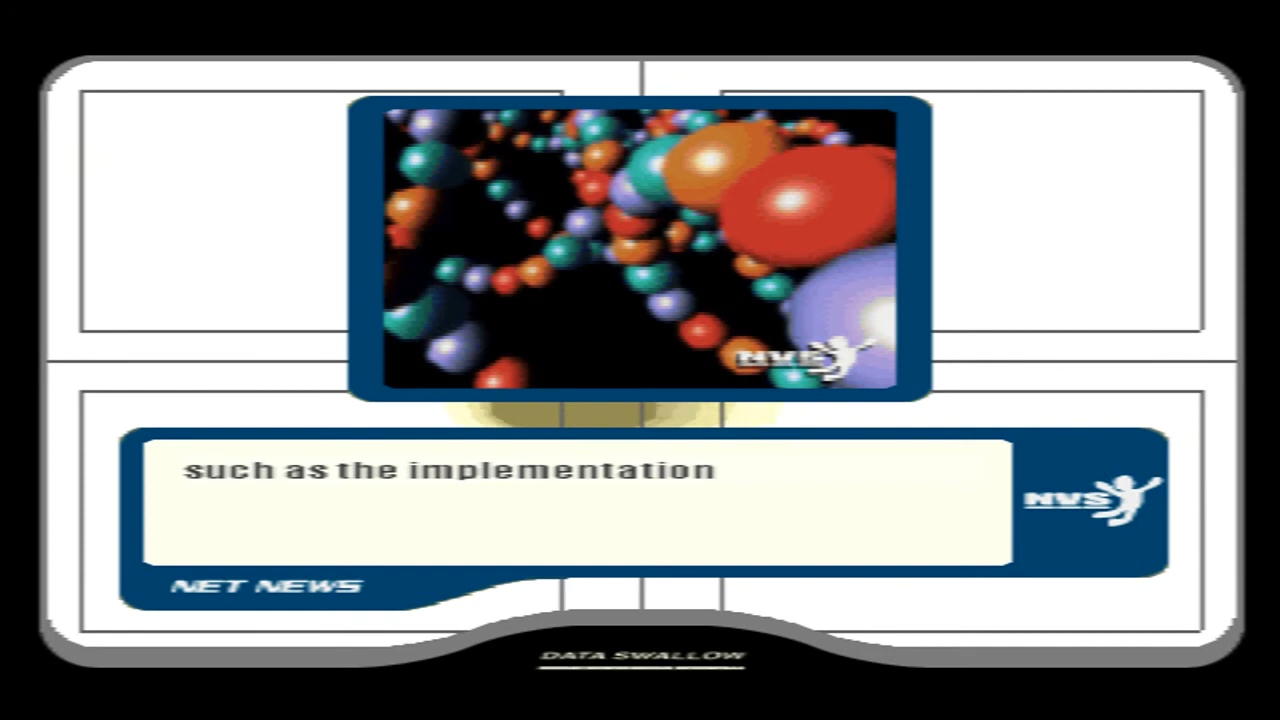 NVS
such as the implementation
NVS
NET NEWS
DATA SWALLOW